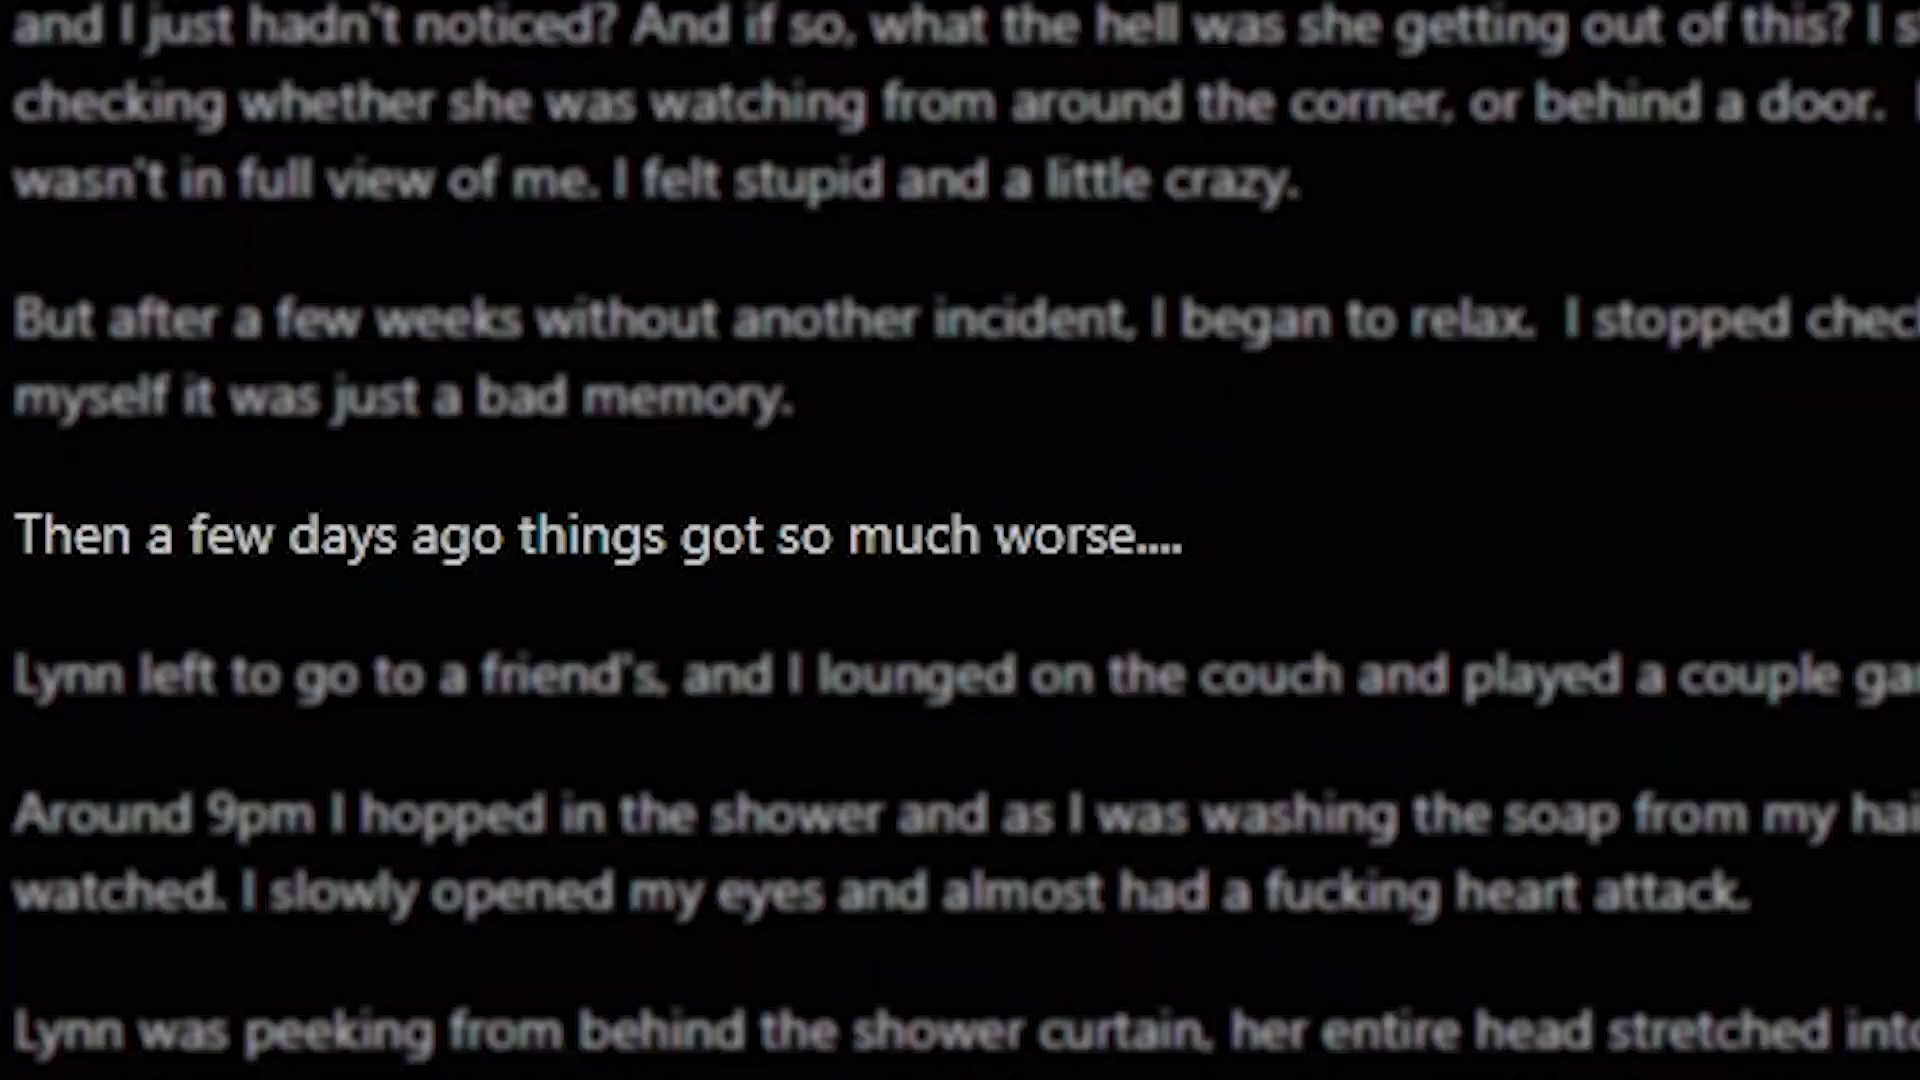 and I just hadn't noticed? And if so, what the hell was she getting out of this? I
checking whether she was watching from around the corner, or behind a door.
wasn't in full view of me. I felt stupid and a little crazy.
But after a few weeks without another incident, I began to relax. I stopped
myself it was just a bad memory.
Then a few days ago things got so much worse....
Lynn left to go to a friend's, and I lounged on the couch and played a couple
Around 9pm I hopped in the shower and as I was washing the soap from my
watched. I slowly opened my eyes and almost had a fucking heart attack.
Lynn was peeking from behind the shower curtain, her entire head stretched